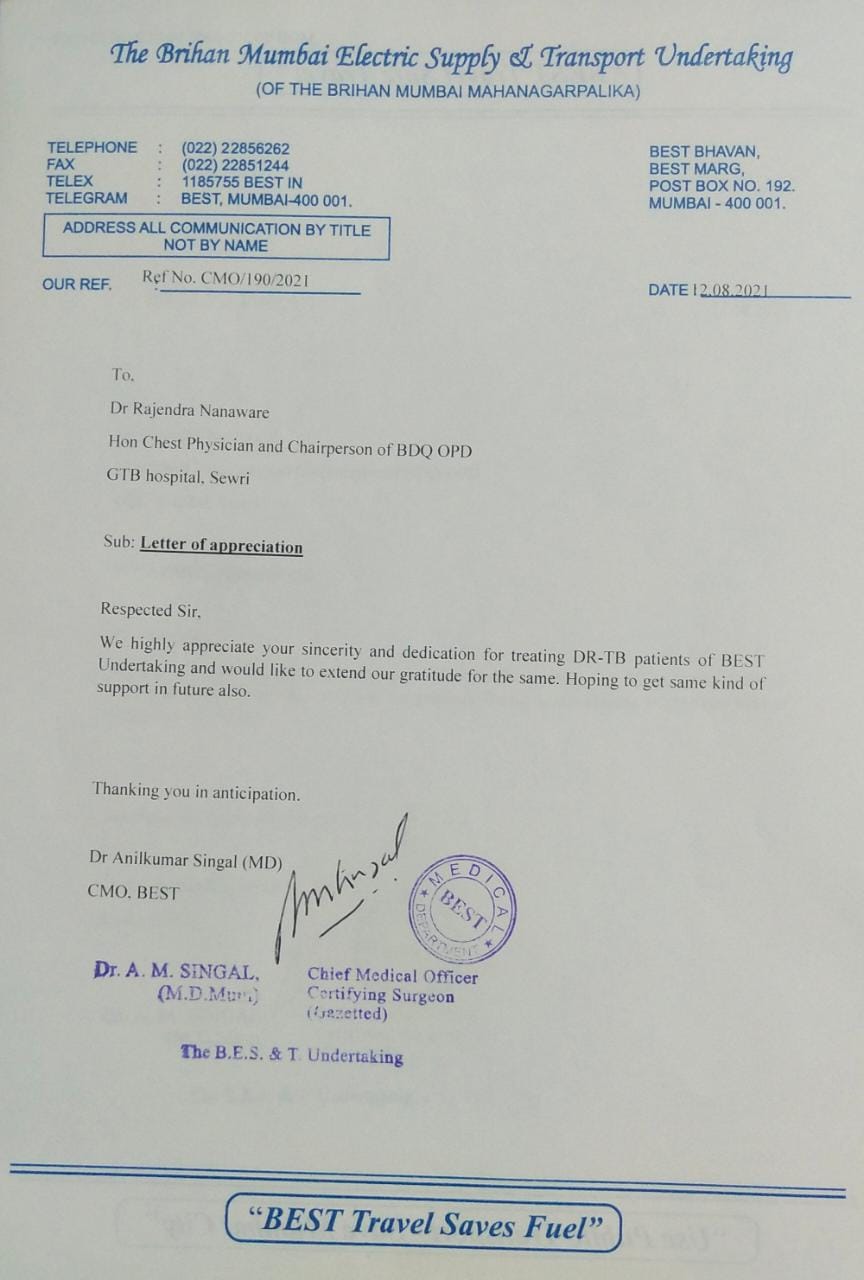 The Brihan Mumbai Electric Supply & Transport Undertaking
(OF THE BRIHAN MUMBAI MAHANAGARPALIKA)
TELEPHONE : (022) 22856262
FAX : (022) 22851244
TELEX : 1185755 BEST IN
TELEGRAM : BEST, MUMBAI-400 001.
BEST BHAVAN,
BEST MARG,
POST BOX NO. 192.
MUMBAI - 400 001.
ADDRESS ALL COMMUNICATION BY TITLE
NOT BY NAME
OUR REF. Ref No. CMO/190/2021
DATE 12.08.2021
To,
Dr Rajendra Nanaware
Hon Chest Physician and Chairperson of BDQ OPD
GTB hospital, Sewri
Sub: Letter of appreciation
Respected Sir,
We highly appreciate your sincerity and dedication for treating DR-TB patients of BEST
Undertaking and would like to extend our gratitude for the same. Hoping to get same kind of
support in future also.
Thanking you in anticipation.
Dr Anilkumar Singal (MD)
CMO, BEST
MEDICAL
BEST
DEPARTMENT
Dr. A. M. SINGAL,
(M.D.Mum)
Chief Medical Officer
Certifying Surgeon
(Gazetted)
The B.E.S. & T. Undertaking
"BEST Travel Saves Fuel"